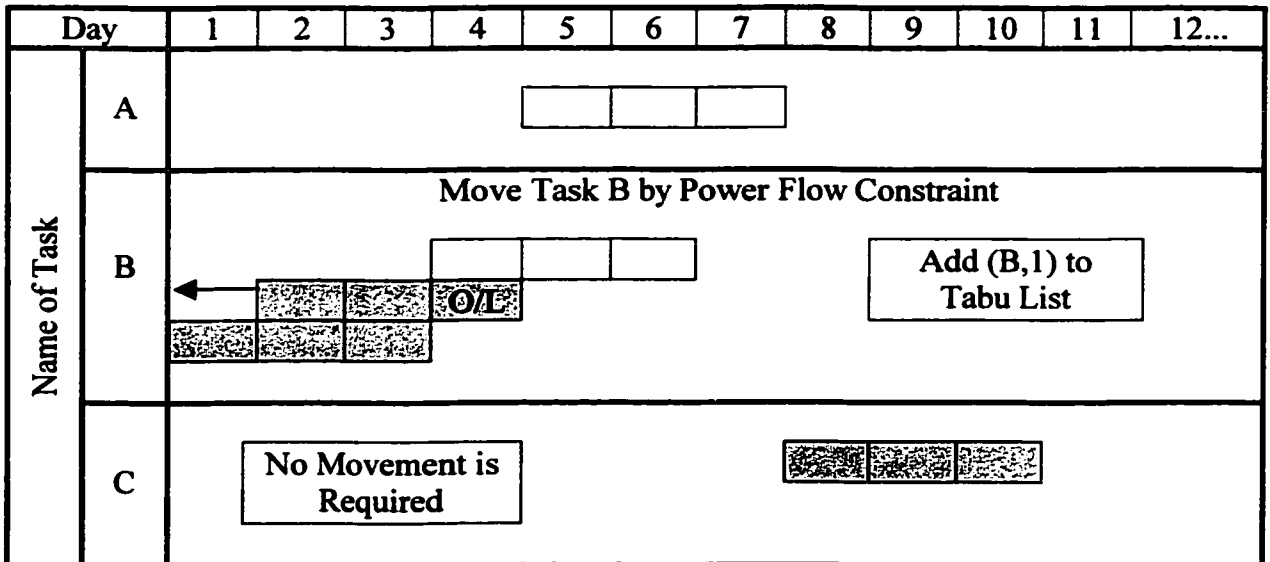 Day 1 2 3 4 5 6 7 8 9 10 11 12...
Name of Task
A
Move Task B by Power Flow Constraint
B
Add (B,1) to
Tabu List
O/L
C
No Movement is
Required